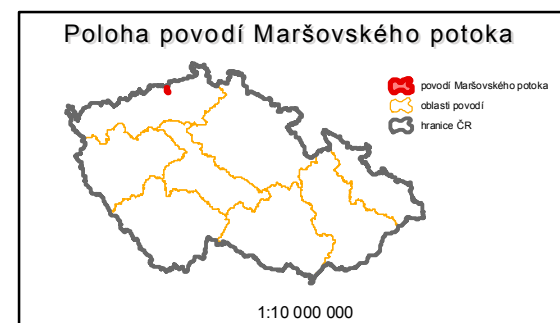 Poloha povodí Maršovského potoka
povodí Maršovského potoka
oblasti povodí
hranice ČR
1:10 000 000